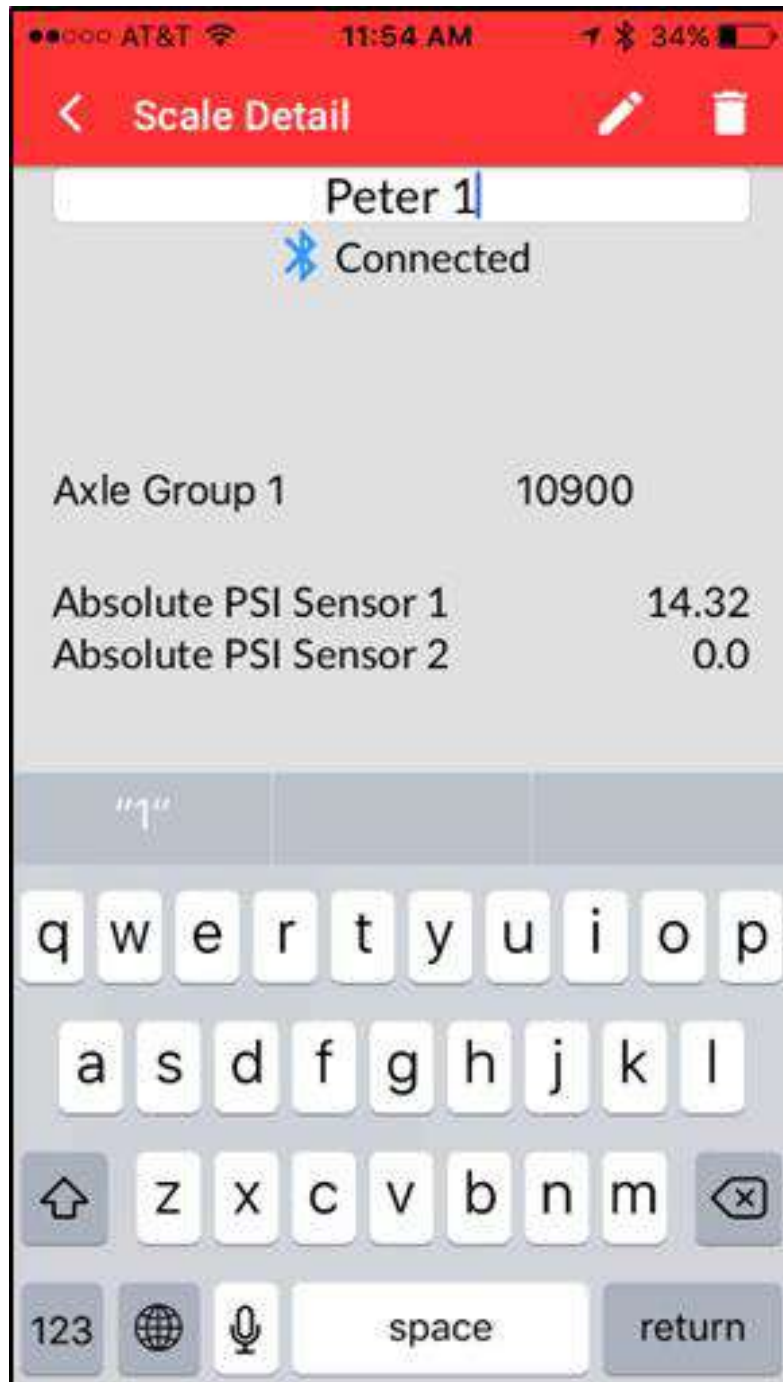 AT&T 11:54 AM 34%
Scale Detail
Peter 1
Connected
Axle Group 1 10900
Absolute PSI Sensor 1 14.32
Absolute PSI Sensor 2 0.0
"1"
q w e r t y u i o p
a s d f g h j k l
z x c v b n m
123 space return